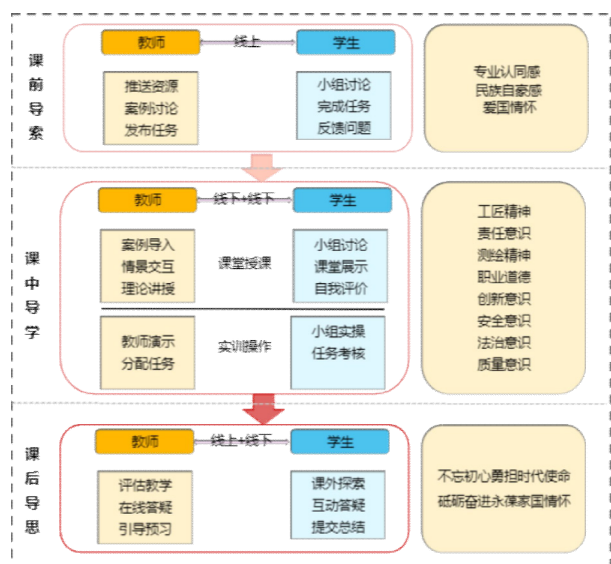 课前导索
教师
线上
学生
推送资源
案例讨论
发布任务
小组讨论
完成任务
反馈问题
专业认同感
民族自豪感
爱国情怀
课中导学
教师
线下+线下
学生
案例导入
情景交互
理论讲授
课堂授课
小组讨论
课堂展示
自我评价
教师演示
分配任务
实训操作
小组实操
任务考核
工匠精神
责任意识
测绘精神
职业道德
创新意识
安全意识
法治意识
质量意识
课后导思
教师
线上+线下
学生
评估教学
在线答疑
引导预习
课外探索
互动答疑
提交总结
不忘初心勇担时代使命
砥砺奋进永葆家国情怀